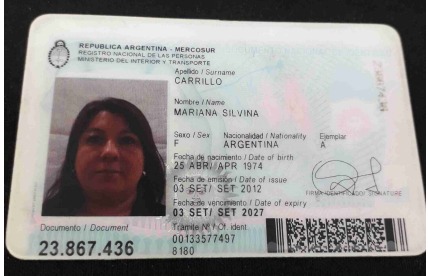 REPUBLICA ARGENTINA - MERCOSUR
REGISTRO NACIONAL DE LAS PERSONAS
MINISTERIO DEL INTERIOR Y TRANSPORTE
Apellido / Surname
CARRILLO
Nombre / Name
MARIANA SILVINA
Sexo / Sex Nacionalidad / Nationality Ejemplar
F ARGENTINA A
Fecha de nacimiento / Date of birth
25 ABR/ APR 1974
Fecha de emisión / Date of issue
03 SET/ SET 2012
FIRMA IDENTIFICADO / SIGNATURE
Fecha de vencimiento / Date of expiry
03 SET/ SET 2027
Documento / Document Trámite Nº / Of. ident.
23.867.436 00133577497
8180